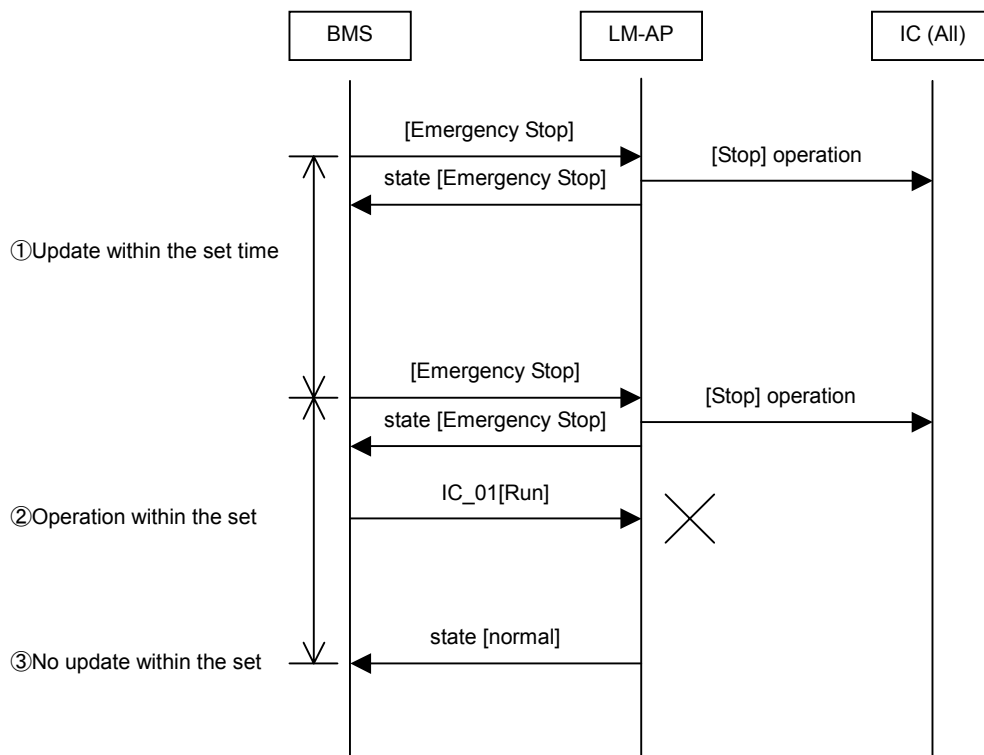 BMS
LM-AP
IC (All)
[Emergency Stop]
[Stop] operation
state [Emergency Stop]
①Update within the set time
[Emergency Stop]
[Stop] operation
state [Emergency Stop]
IC_01[Run]
②Operation within the set
state [normal]
③No update within the set